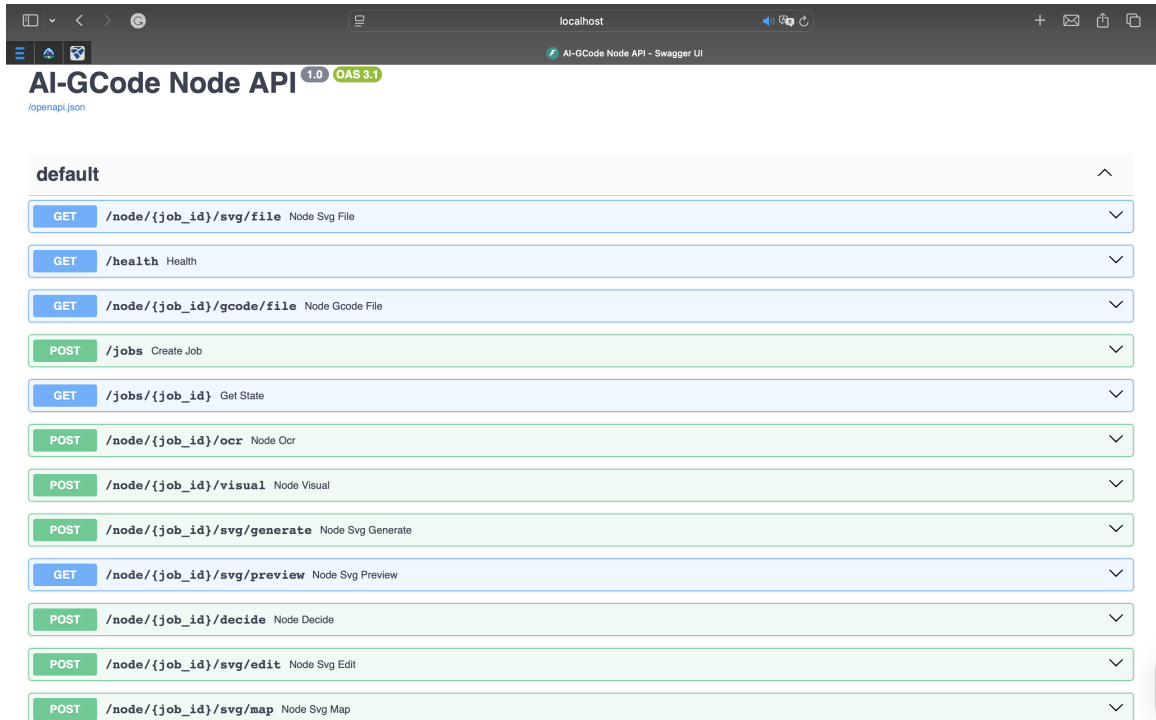 localhost
AI-GCode Node API - Swagger UI
AI-GCode Node API 1.0 OAS 3.1
/openapi.json
default
GET /node/{job_id}/svg/file Node Svg File
GET /health Health
GET /node/{job_id}/gcode/file Node Gcode File
POST /jobs Create Job
GET /jobs/{job_id} Get State
POST /node/{job_id}/ocr Node Ocr
POST /node/{job_id}/visual Node Visual
POST /node/{job_id}/svg/generate Node Svg Generate
GET /node/{job_id}/svg/preview Node Svg Preview
POST /node/{job_id}/decide Node Decide
POST /node/{job_id}/svg/edit Node Svg Edit
POST /node/{job_id}/svg/map Node Svg Map